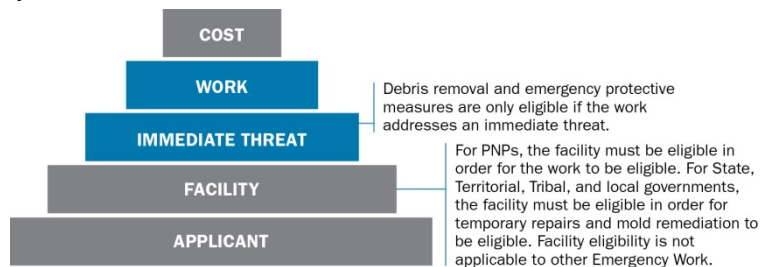 COST
WORK
IMMEDIATE THREAT
FACILITY
APPLICANT
Debris removal and emergency protective
measures are only eligible if the work
addresses an immediate threat.
For PNPs, the facility must be eligible in
order for the work to be eligible. For State,
Territorial, Tribal, and local governments,
the facility must be eligible in order for
temporary repairs and mold remediation to
be eligible. Facility eligibility is not
applicable to other Emergency Work.